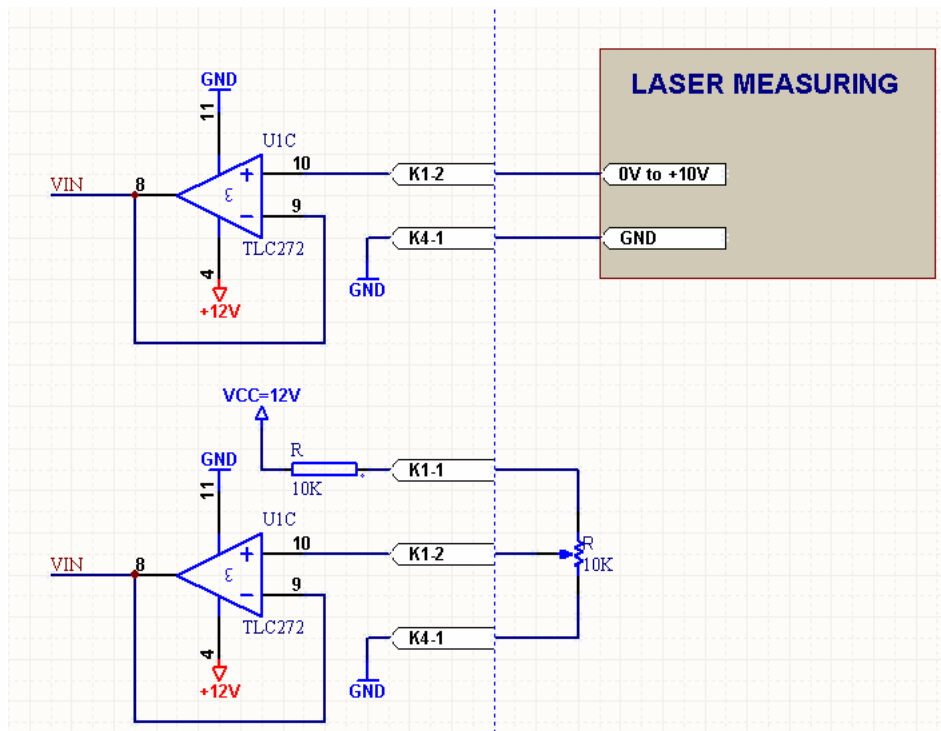 LASER MEASURING
GND
11
U1C
+
10
K1-2
0V to +10V
VIN
8
ε
9
−
TLC272
K4-1
GND
4
GND
+12V
VCC=12V
R
K1-1
10K
GND
11
U1C
+
10
K1-2
R
10K
VIN
8
ε
9
−
TLC272
K4-1
4
GND
+12V